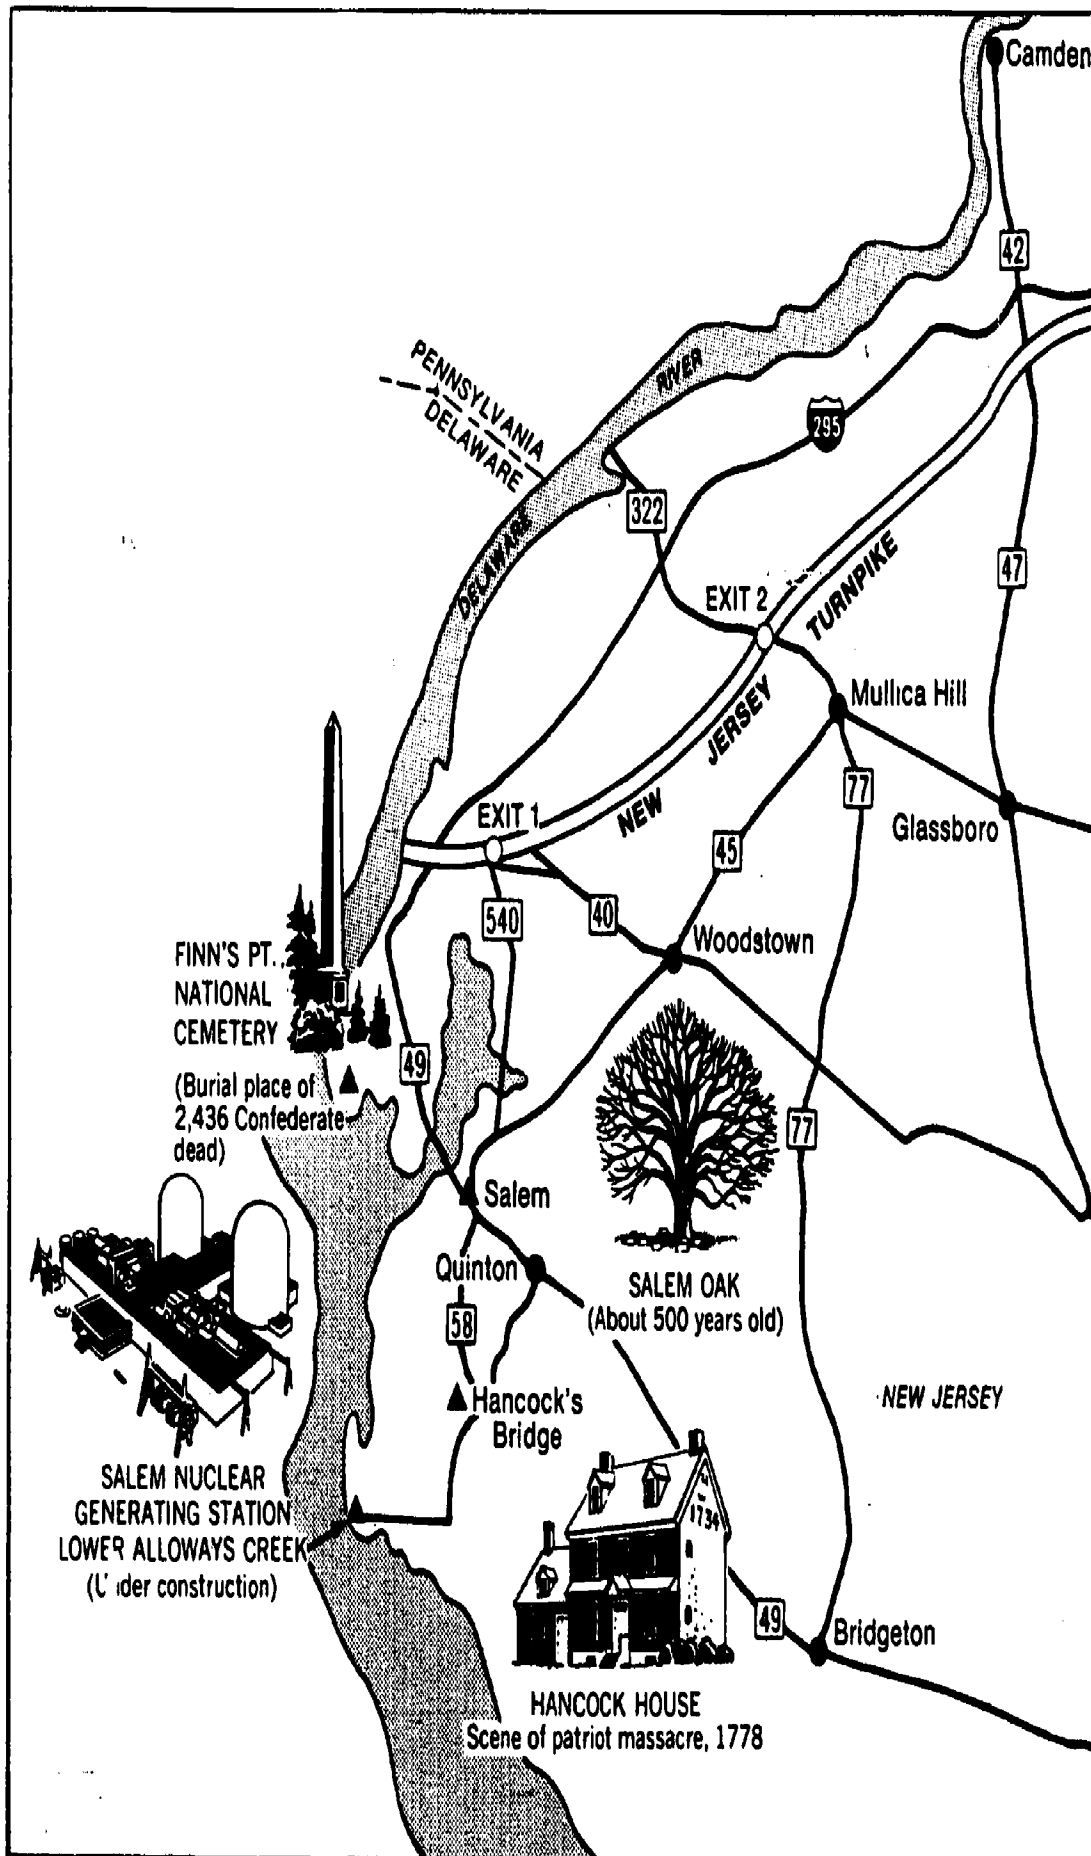 Camden
42
PENNSYLVANIA
DELAWARE
RIVER
295
DELAWARE
322
47
EXIT 2
TURNPIKE
JERSEY
NEW
Mullica Hill
77
Glassboro
EXIT 1
45
540
40
Woodstown
FINN'S PT.
NATIONAL
CEMETERY
(Burial place of
2,436 Confederate
dead)
49
77
Salem
Quinton
SALEM OAK
(About 500 years old)
58
Hancock's
Bridge
NEW JERSEY
SALEM NUCLEAR
GENERATING STATION
LOWER ALLOWAYS CREEK
(Under construction)
1734
49
Bridgeton
HANCOCK HOUSE
Scene of patriot massacre, 1778